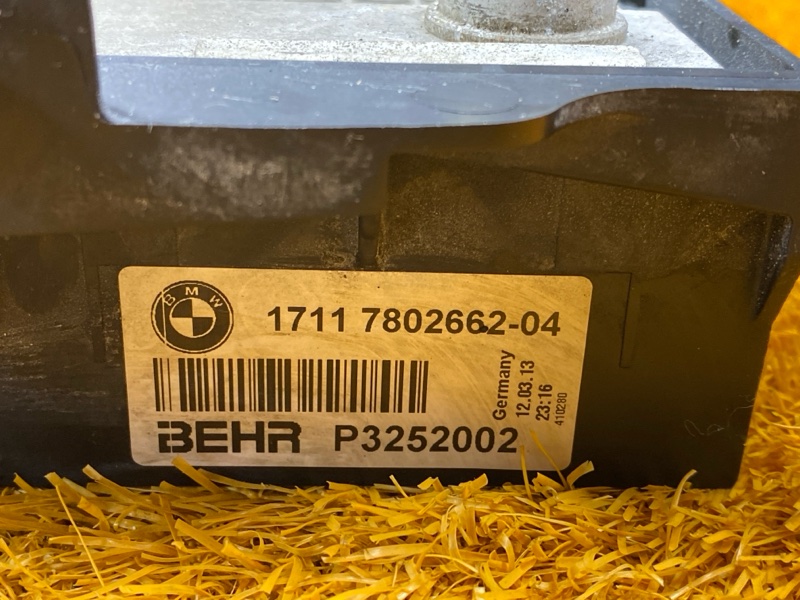 BMW
1711 7802662-04
BEHR P3252002
Germany
12.03.13
23:16
410280